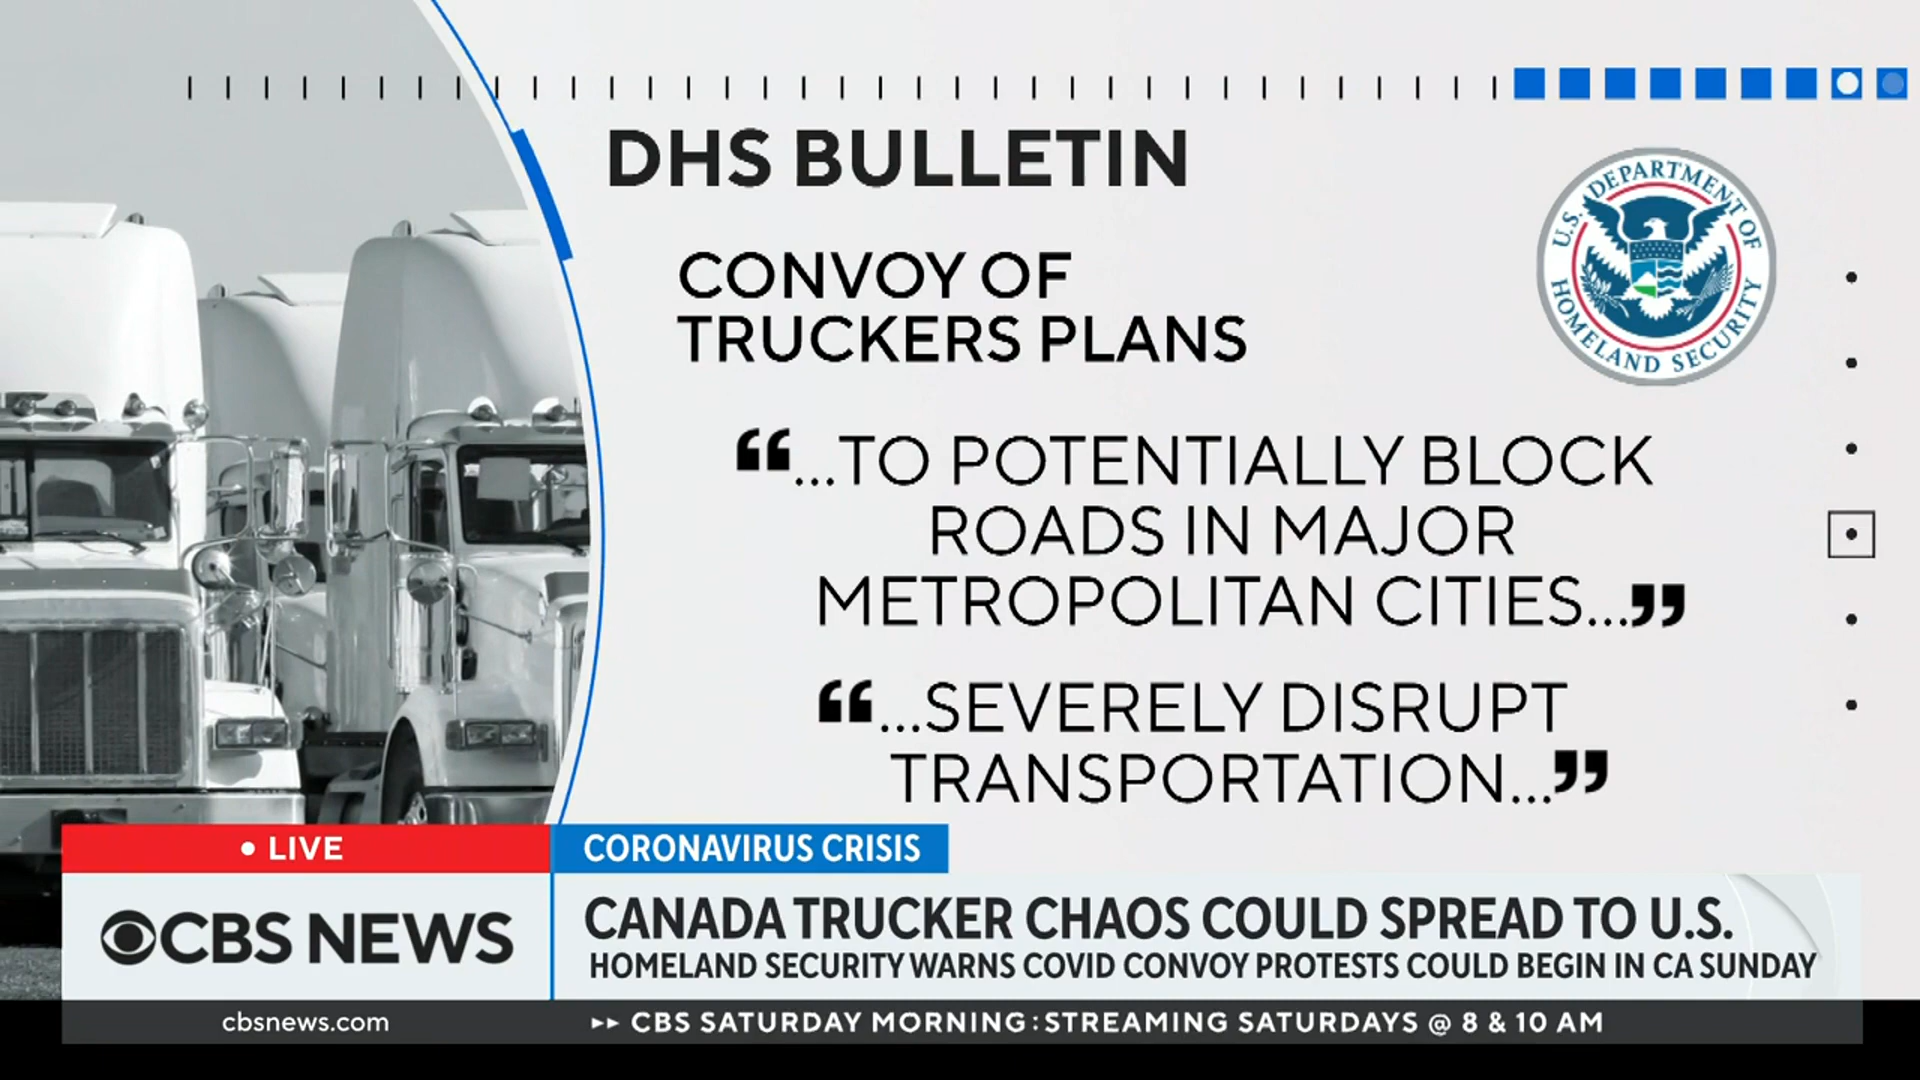 DHS BULLETIN
U.S. DEPARTMENT OF
HOMELAND SECURITY
CONVOY OF
TRUCKERS PLANS
“...TO POTENTIALLY BLOCK
ROADS IN MAJOR
METROPOLITAN CITIES...”
“...SEVERELY DISRUPT
TRANSPORTATION...”
• LIVE
CORONAVIRUS CRISIS
CBS NEWS
CANADA TRUCKER CHAOS COULD SPREAD TO U.S.
HOMELAND SECURITY WARNS COVID CONVOY PROTESTS COULD BEGIN IN CA SUNDAY
cbsnews.com
CBS SATURDAY MORNING: STREAMING SATURDAYS @ 8 & 10 AM